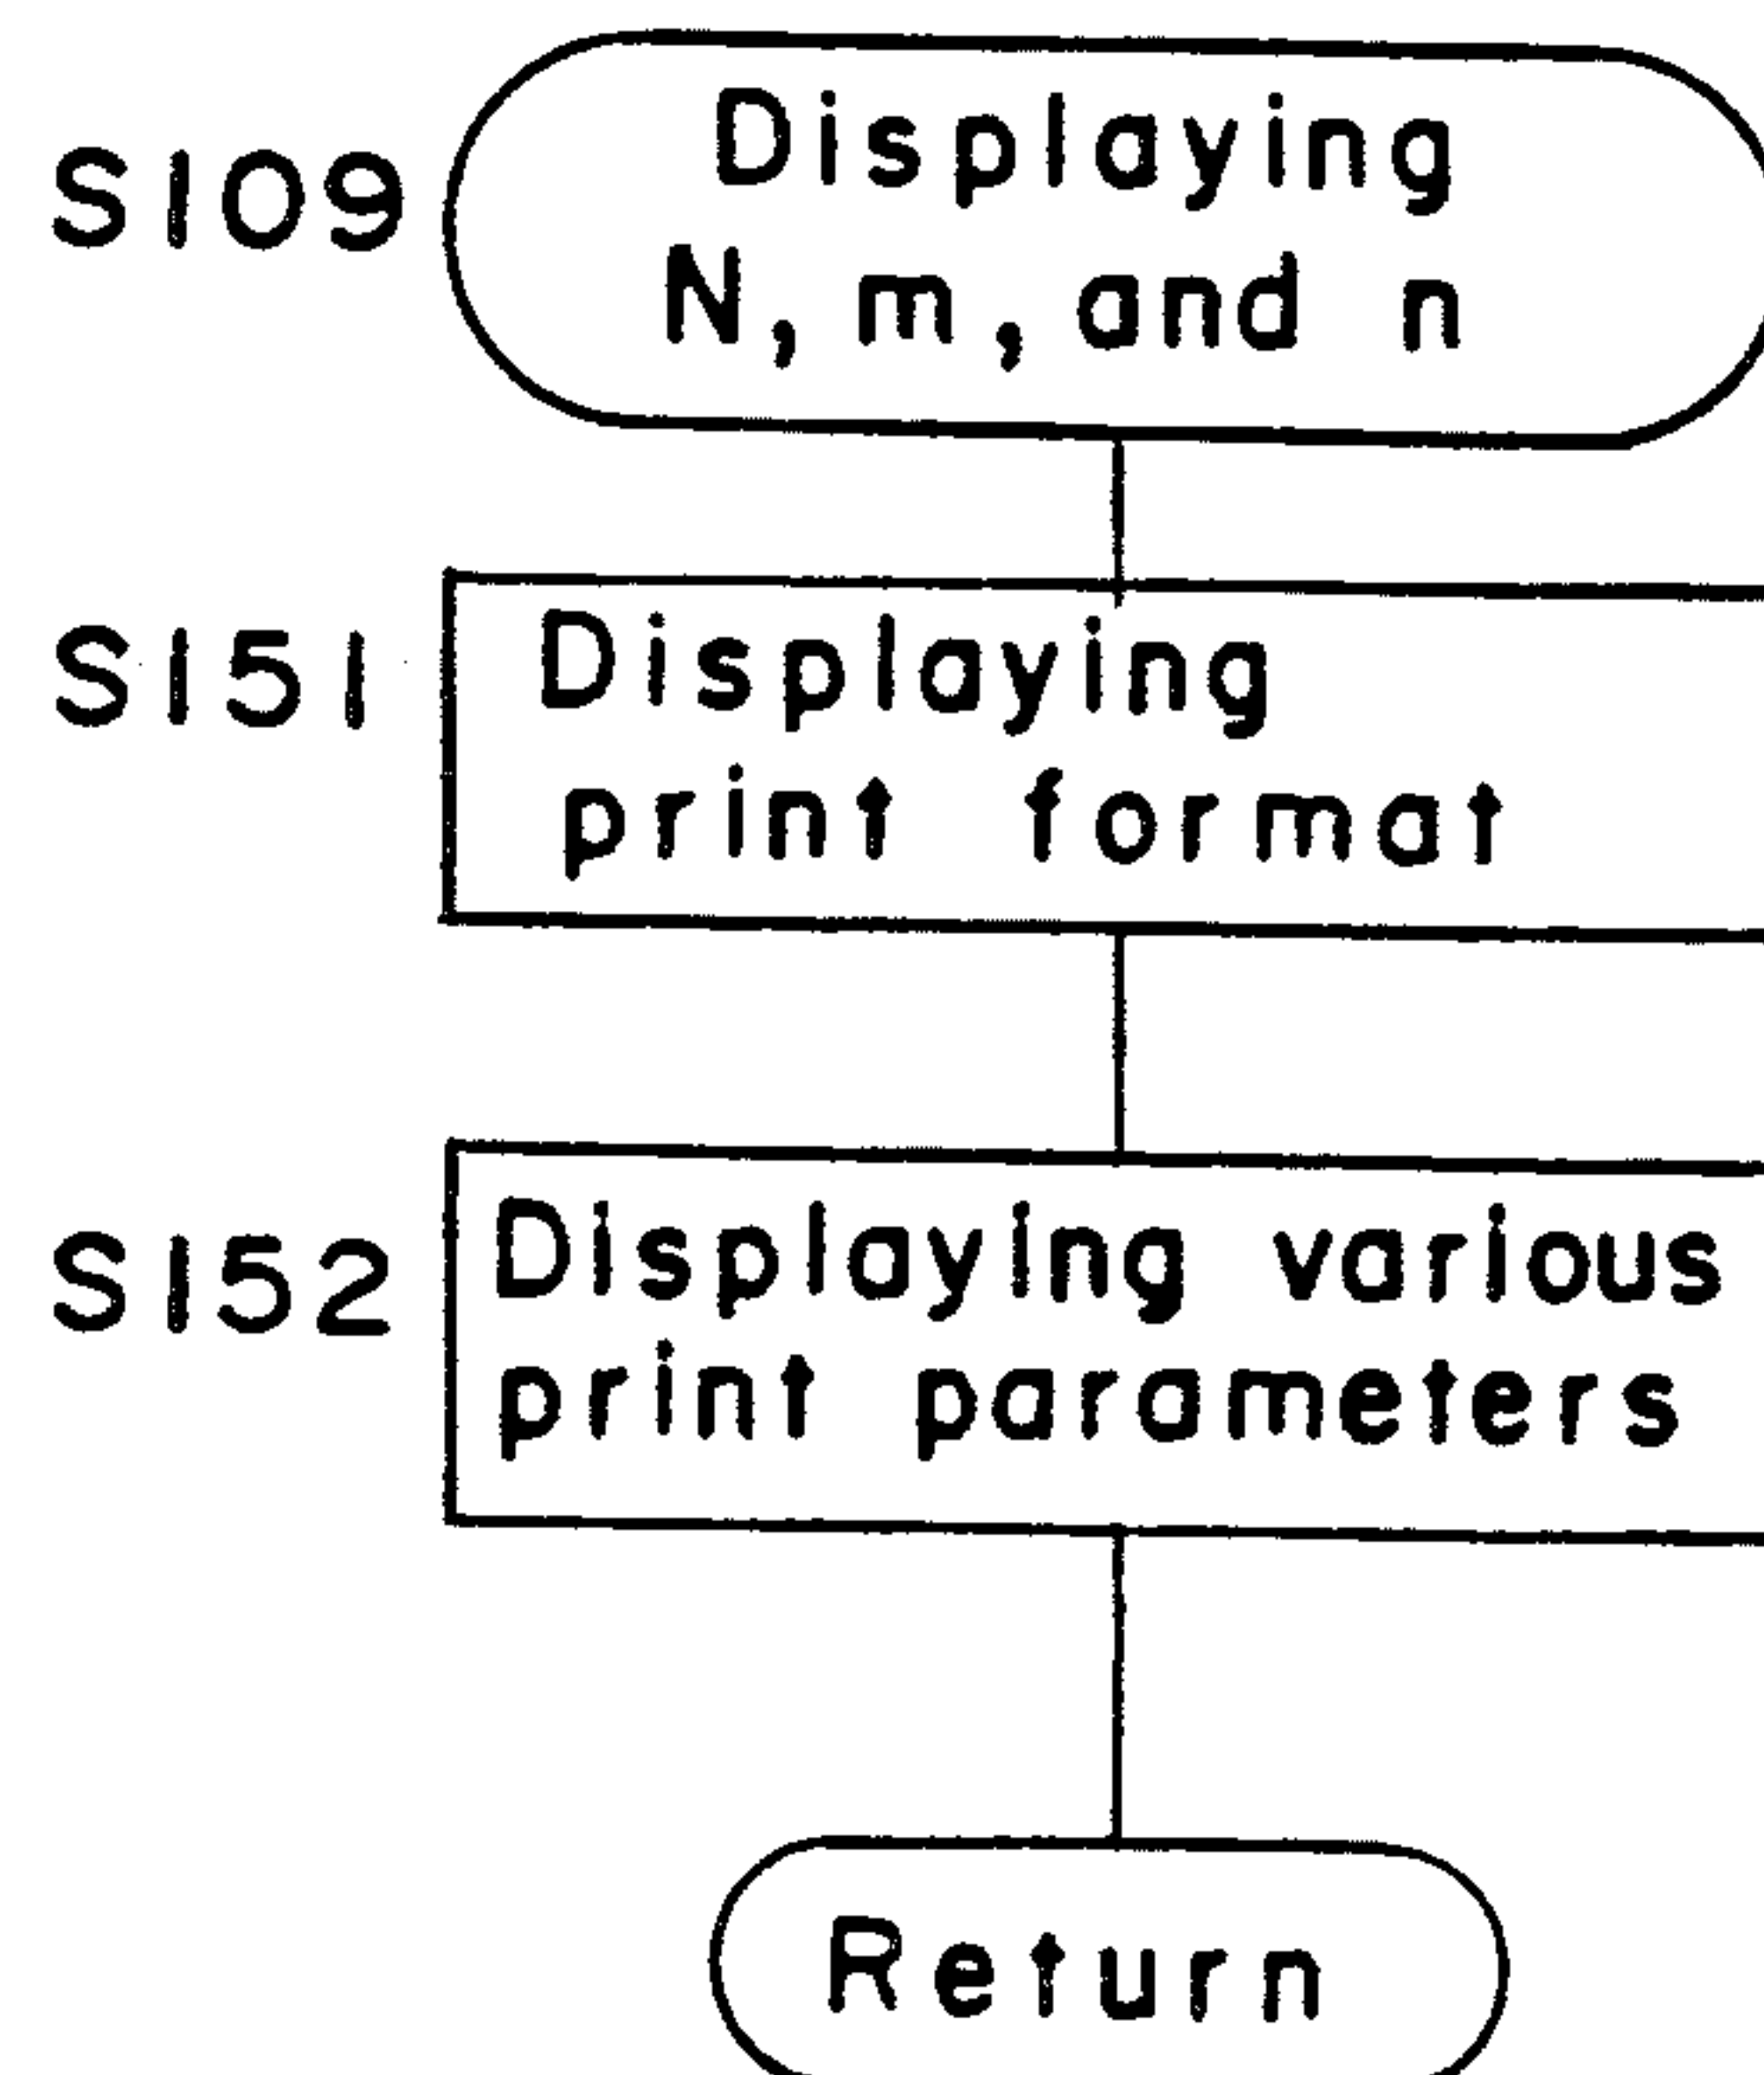 S109
Displaying
N, m, and n
S151
Displaying
print format
S152
Displaying various
print parameters
Return